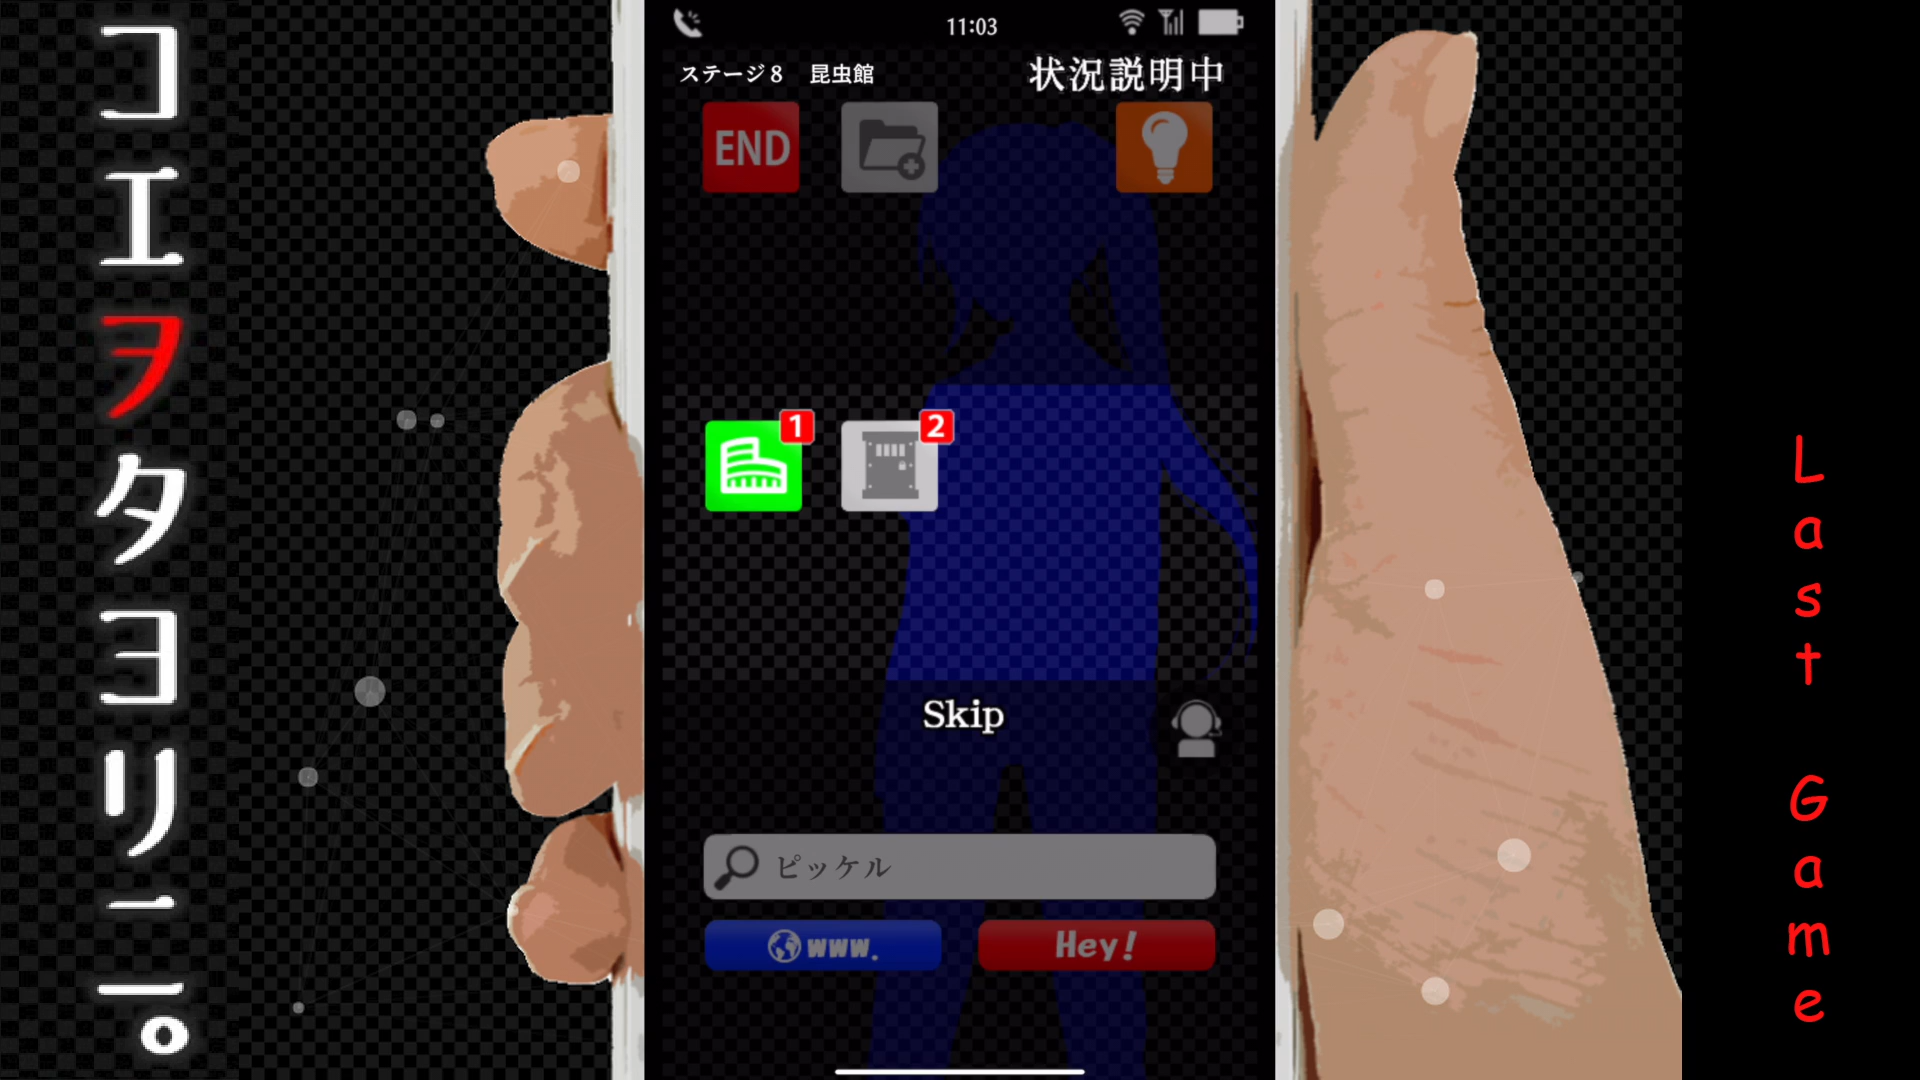 コエヲタヨリニ。
11:03
ステージ8 昆虫館
状況説明中
END
1
2
Skip
ピッケル
www.
Hey!
Last Game